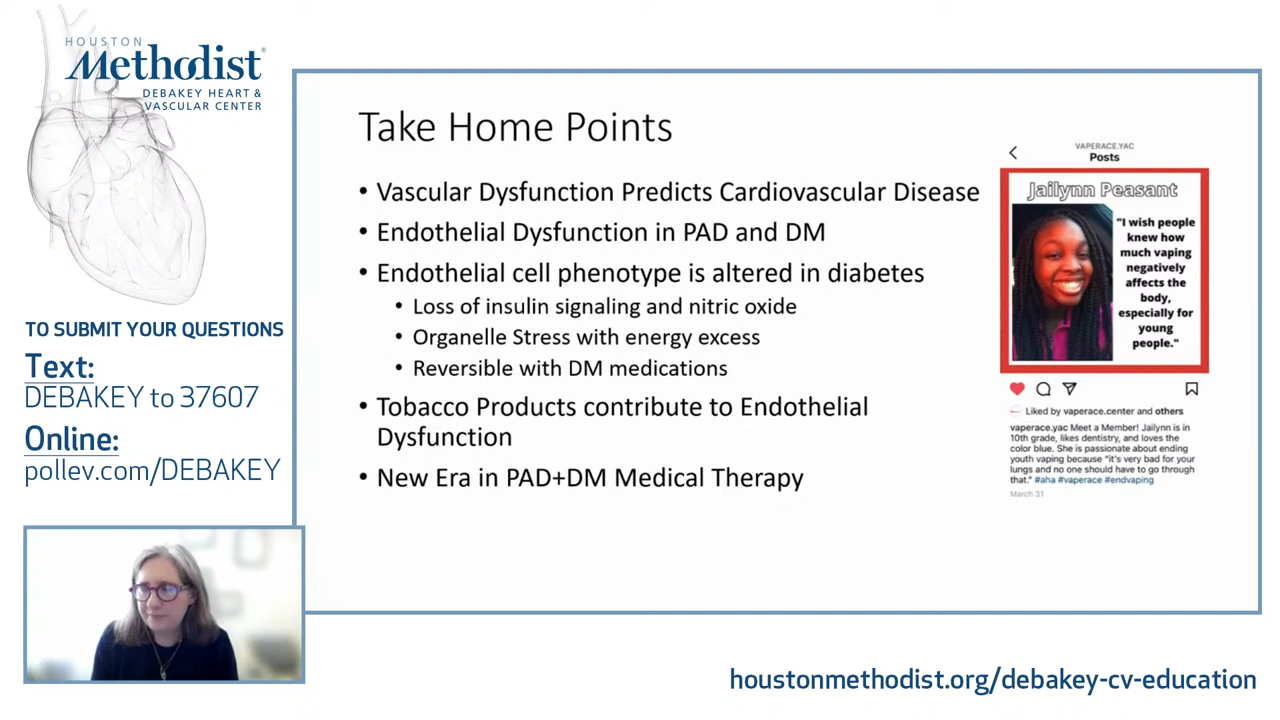 HOUSTON
Methodist
DEBAKEY HEART &
VASCULAR CENTER
TO SUBMIT YOUR QUESTIONS
Text:
DEBAKEY to 37607
Online:
pollev.com/DEBAKEY
Take Home Points
• Vascular Dysfunction Predicts Cardiovascular Disease
• Endothelial Dysfunction in PAD and DM
• Endothelial cell phenotype is altered in diabetes
• Loss of insulin signaling and nitric oxide
• Organelle Stress with energy excess
• Reversible with DM medications
• Tobacco Products contribute to Endothelial
Dysfunction
• New Era in PAD+DM Medical Therapy
VAPERACE.YAC
Posts
Jailynn Peasant
"I wish people
knew how
much vaping
negatively
affects the
body,
especially for
young
people."
Liked by vaperace.center and others
vaperace.yac Meet a Member! Jailynn is in
10th grade, likes dentistry, and loves the
color blue. She is passionate about ending
youth vaping because "it's very bad for your
lungs and no one should have to go through
that." #aha #vaperace #endvaping
March 31
houstonmethodist.org/debakey-cv-education